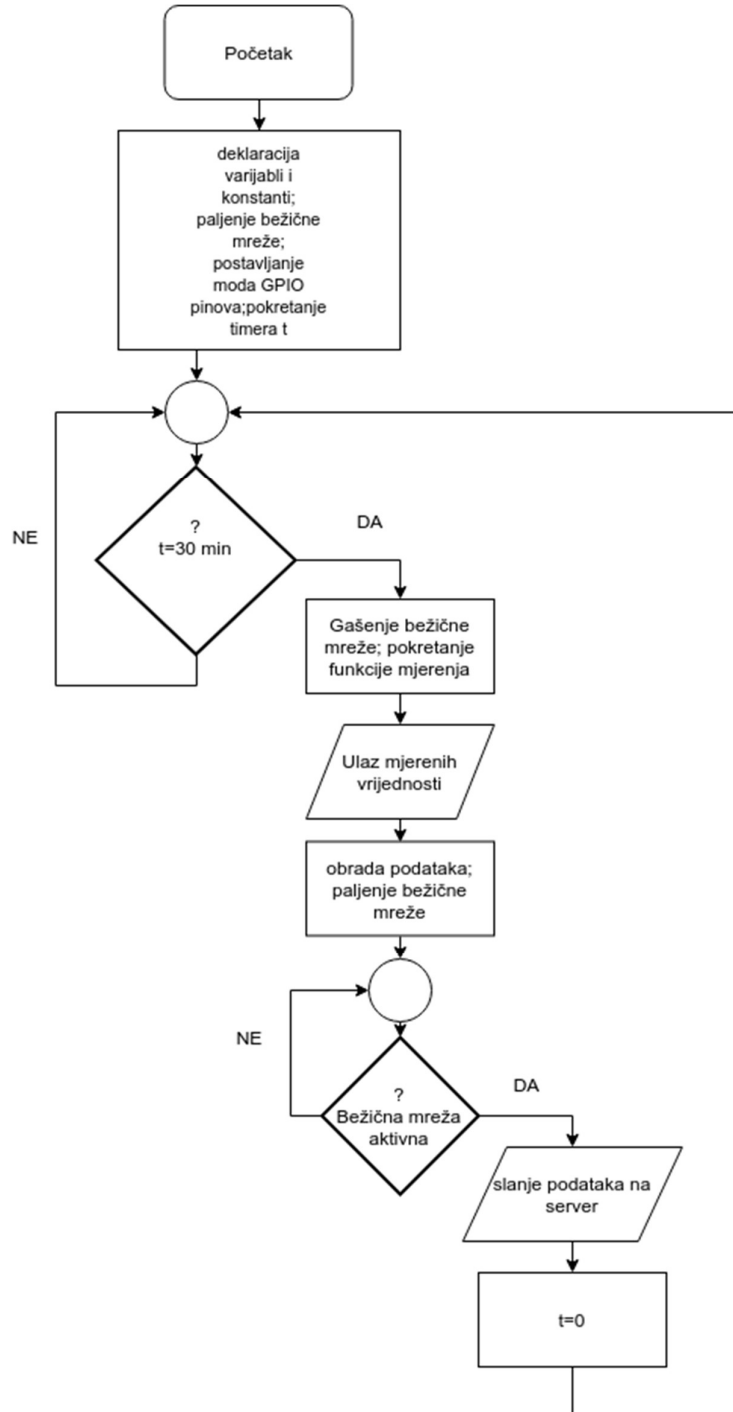 Početak
deklaracija
varijabli i
konstanti;
paljenje bežične
mreže;
postavljanje
moda GPIO
pinova;pokretanje
timera t
NE
?
t=30 min
DA
Gašenje bežične
mreže; pokretanje
funkcije mjerenja
Ulaz mjerenih
vrijednosti
obrada podataka;
paljenje bežične
mreže
NE
?
Bežična mreža
aktivna
DA
slanje podataka na
server
t=0